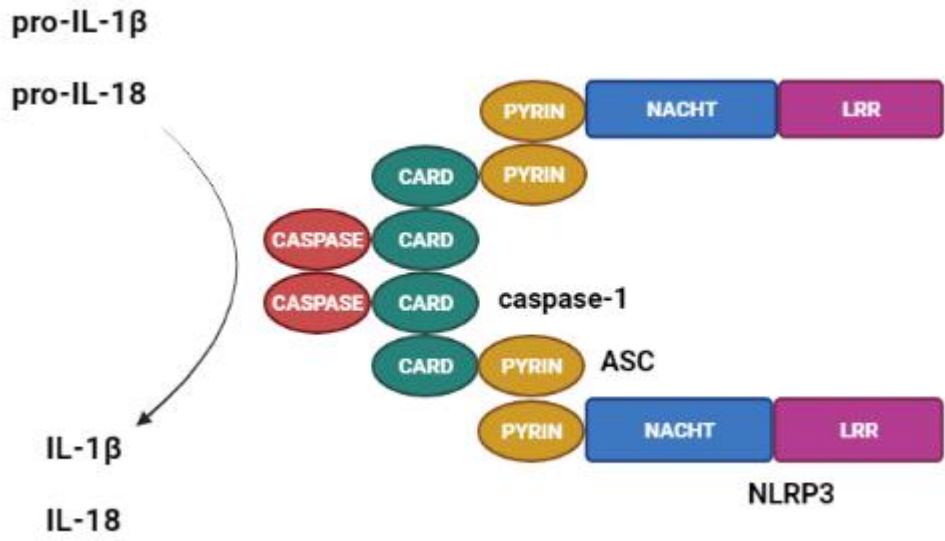 pro-IL-1β
pro-IL-18
PYRIN NACHT LRR
CARD PYRIN
CASPASE CARD
CASPASE CARD caspase-1
CARD PYRIN ASC
PYRIN NACHT LRR
IL-1β
NLRP3
IL-18